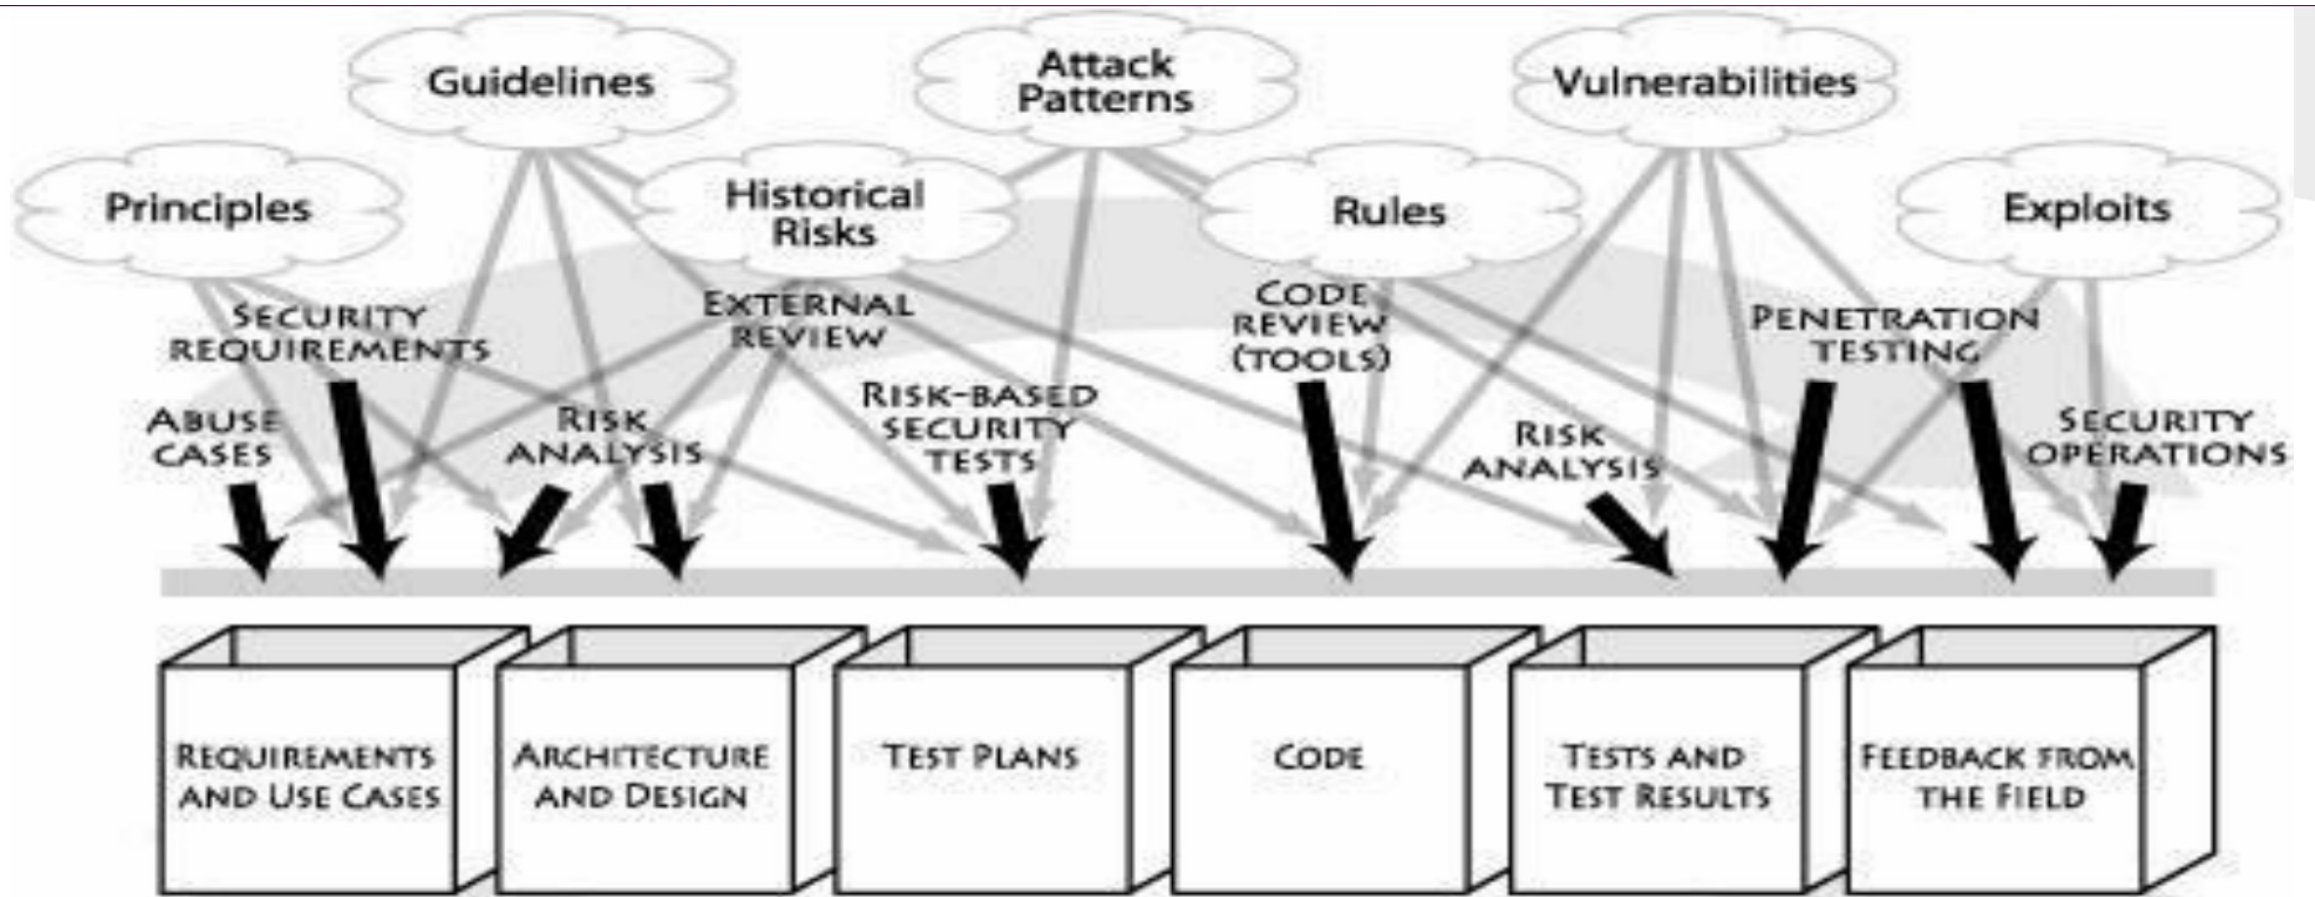 Guidelines
Attack
Patterns
Vulnerabilities
Principles
Historical
Risks
Rules
Exploits
SECURITY
REQUIREMENTS
EXTERNAL
REVIEW
CODE
REVIEW
(TOOLS)
PENETRATION
TESTING
ABUSE
CASES
RISK
ANALYSIS
RISK-BASED
SECURITY
TESTS
RISK
ANALYSIS
SECURITY
OPERATIONS
REQUIREMENTS
AND USE CASES
ARCHITECTURE
AND DESIGN
TEST PLANS
CODE
TESTS AND
TEST RESULTS
FEEDBACK FROM
THE FIELD